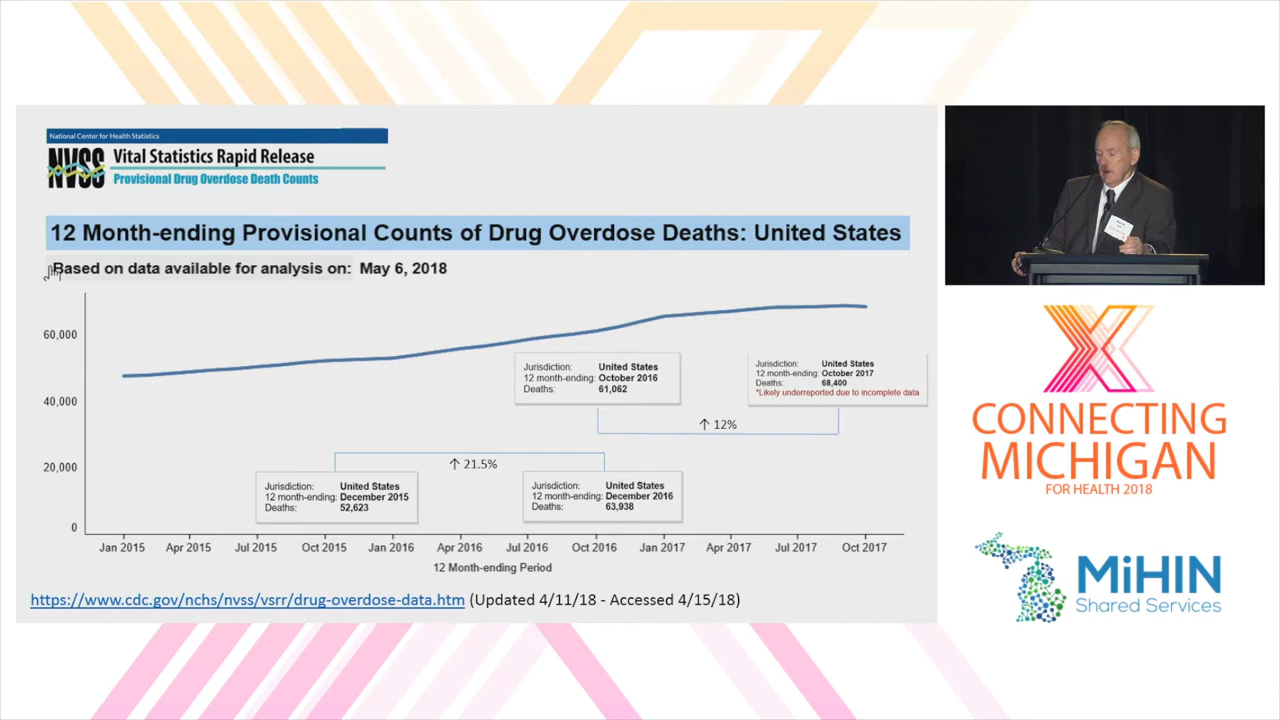 National Center for Health Statistics
NVSS
Vital Statistics Rapid Release
Provisional Drug Overdose Death Counts
12 Month-ending Provisional Counts of Drug Overdose Deaths: United States
Based on data available for analysis on: May 6, 2018
60,000
40,000
20,000
0
Jurisdiction: United States
12 month-ending: October 2016
Deaths: 61,062
Jurisdiction: United States
12 month-ending: October 2017
Deaths: 68,400
*Likely underreported due to incomplete data
↑ 12%
↑ 21.5%
Jurisdiction: United States
12 month-ending: December 2015
Deaths: 52,623
Jurisdiction: United States
12 month-ending: December 2016
Deaths: 63,938
Jan 2015 Apr 2015 Jul 2015 Oct 2015 Jan 2016 Apr 2016 Jul 2016 Oct 2016 Jan 2017 Apr 2017 Jul 2017 Oct 2017
12 Month-ending Period
https://www.cdc.gov/nchs/nvss/vsrr/drug-overdose-data.htm (Updated 4/11/18 - Accessed 4/15/18)
X
CONNECTING
MICHIGAN
FOR HEALTH 2018
MiHIN
Shared Services